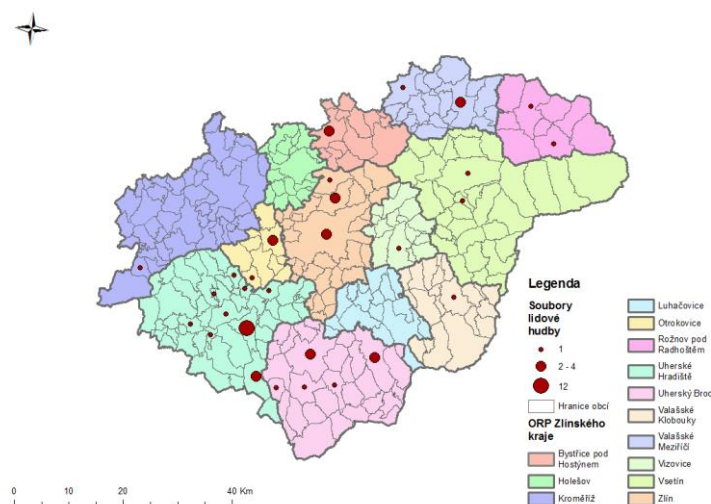 Legenda
Soubory
lidové
hudby
1
2 - 4
12
Hranice obcí
ORP Zlínského
kraje
Bystřice pod
Hostýnem
Holešov
Kroměříž
Luhačovice
Otrokovice
Rožnov pod
Radhoštěm
Uherské
Hradiště
Uherský Brod
Valašské
Klobouky
Valašské
Meziříčí
Vizovice
Vsetín
Zlín
0 10 20 40 Km